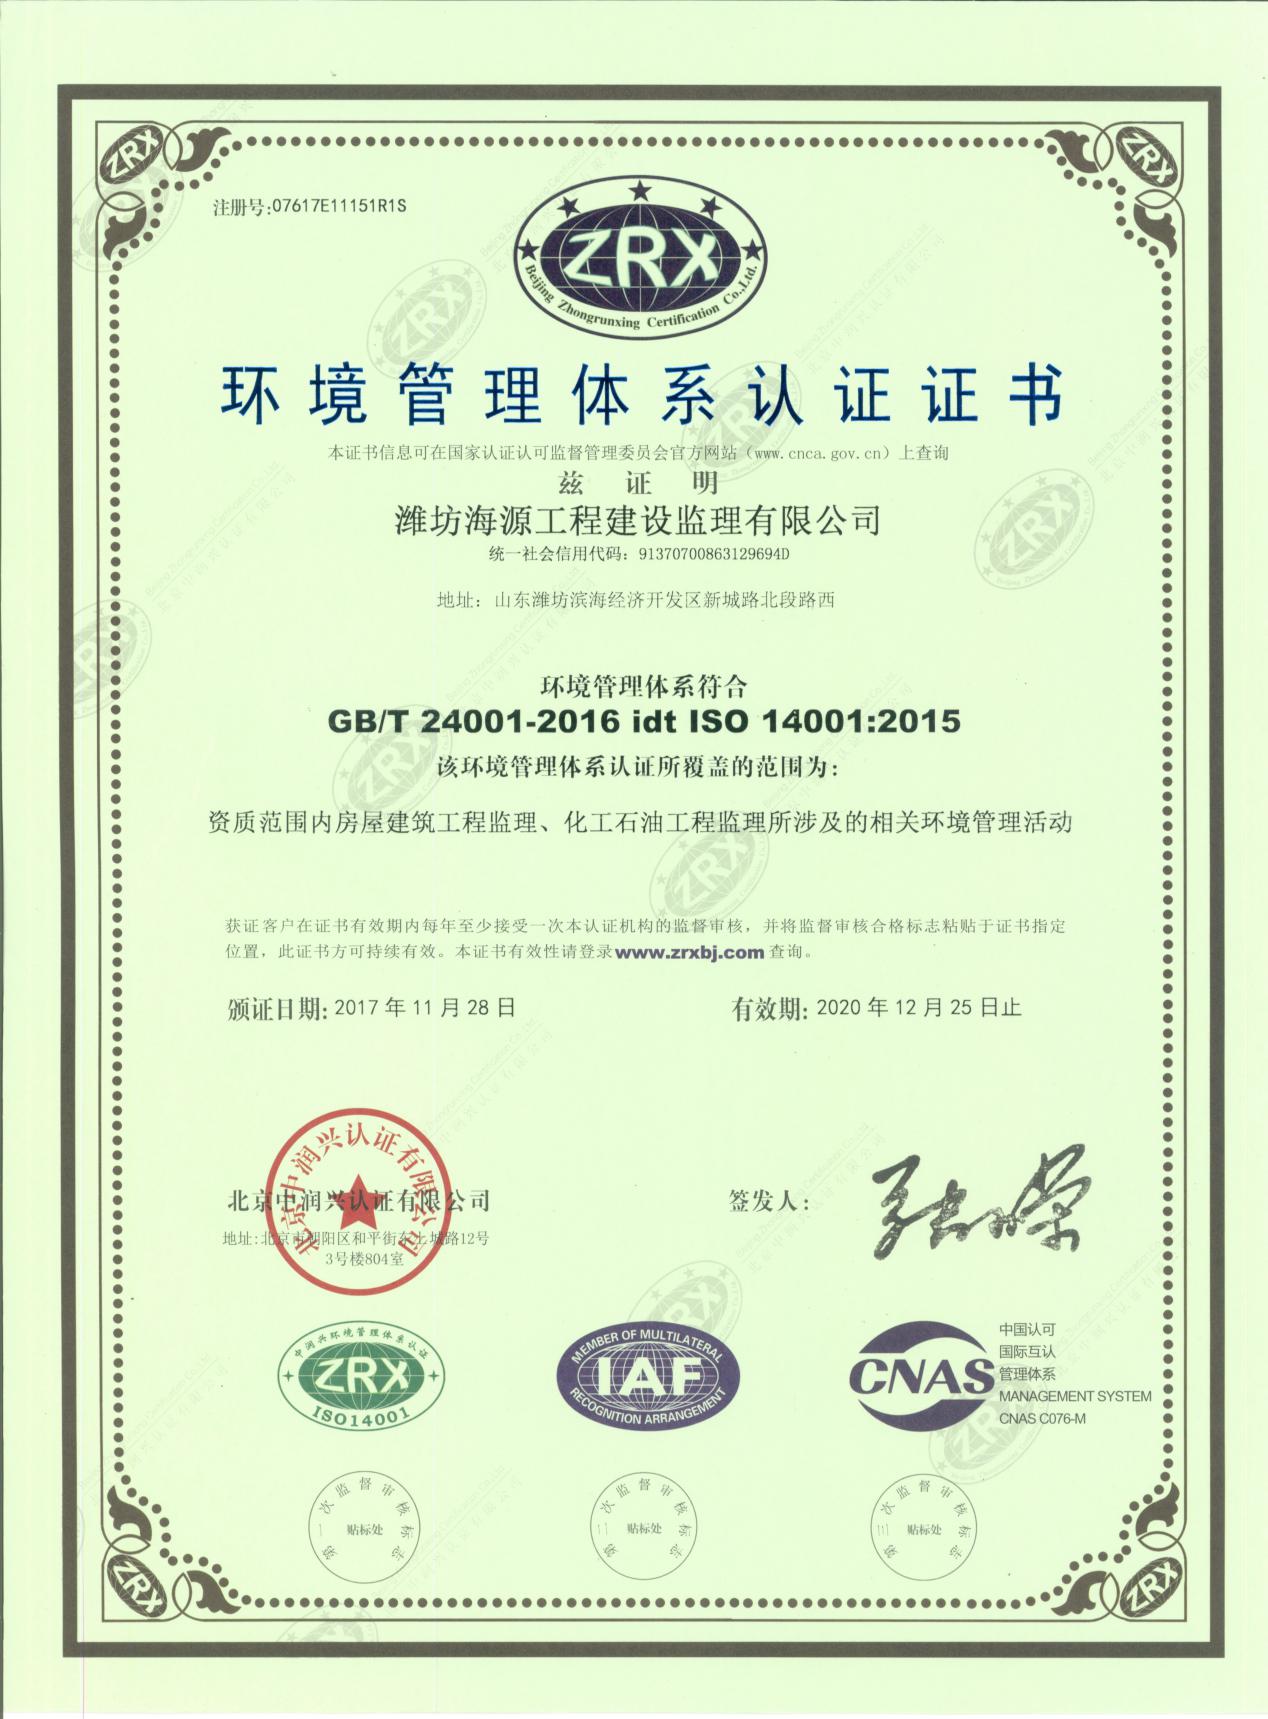 ZRX
ZRX
注册号:07617E11151R1S
ZRX
Beijing Zhongrunxing Certification Co.,Ltd.
环境管理体系认证证书
本证书信息可在国家认证认可监督管理委员会官方网站（www.cnca.gov.cn）上查询
兹 证 明
潍坊海源工程建设监理有限公司
统一社会信用代码：91370700863129694D
地址：山东潍坊滨海经济开发区新城路北段路西
环境管理体系符合
GB/T 24001-2016 idt ISO 14001:2015
该环境管理体系认证所覆盖的范围为：
资质范围内房屋建筑工程监理、化工石油工程监理所涉及的相关环境管理活动
获证客户在证书有效期内每年至少接受一次本认证机构的监督审核，并将监督审核合格标志粘贴于证书指定
位置，此证书方可持续有效。本证书有效性请登录www.zrxbj.com 查询。
颁证日期: 2017 年 11 月 28 日
有效期: 2020 年 12 月 25 日止
北京中润兴认证有限公司
北京中润兴认证有限公司
地址:北京市朝阳区和平街东土城路12号
3号楼804室
签发人：
中润兴环境管理体系认证
ZRX
ISO14001
MEMBER OF MULTILATERAL
IAF
RECOGNITION ARRANGEMENT
CNAS
中国认可
国际互认
管理体系
MANAGEMENT SYSTEM
CNAS C076-M
第一次监督审核标志
贴标处
第二次监督审核标志
贴标处
第三次监督审核标志
贴标处
ZRX
ZRX